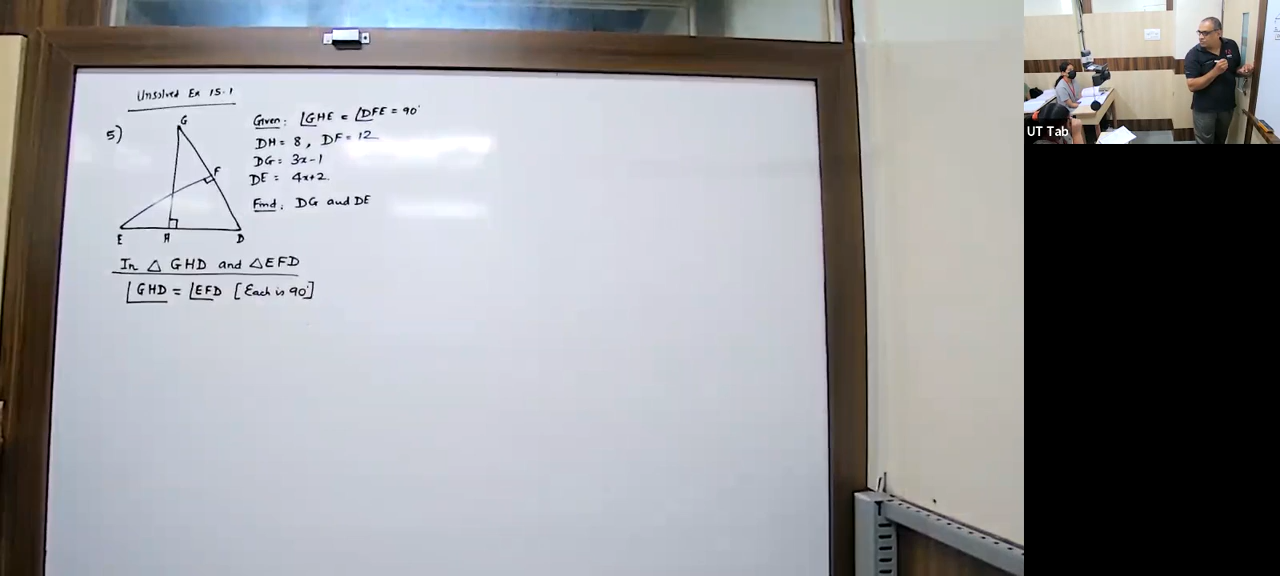 Unsolved Ex 15.1
5)
G
F
E
H
D
Given: ∠GHE = ∠DFE = 90°
DH = 8, DF = 12
DG = 3x-1
DE = 4x+2.
Find: DG and DE
In △ GHD and △EFD
∠GHD = ∠EFD [Each is 90°]
UT Tab